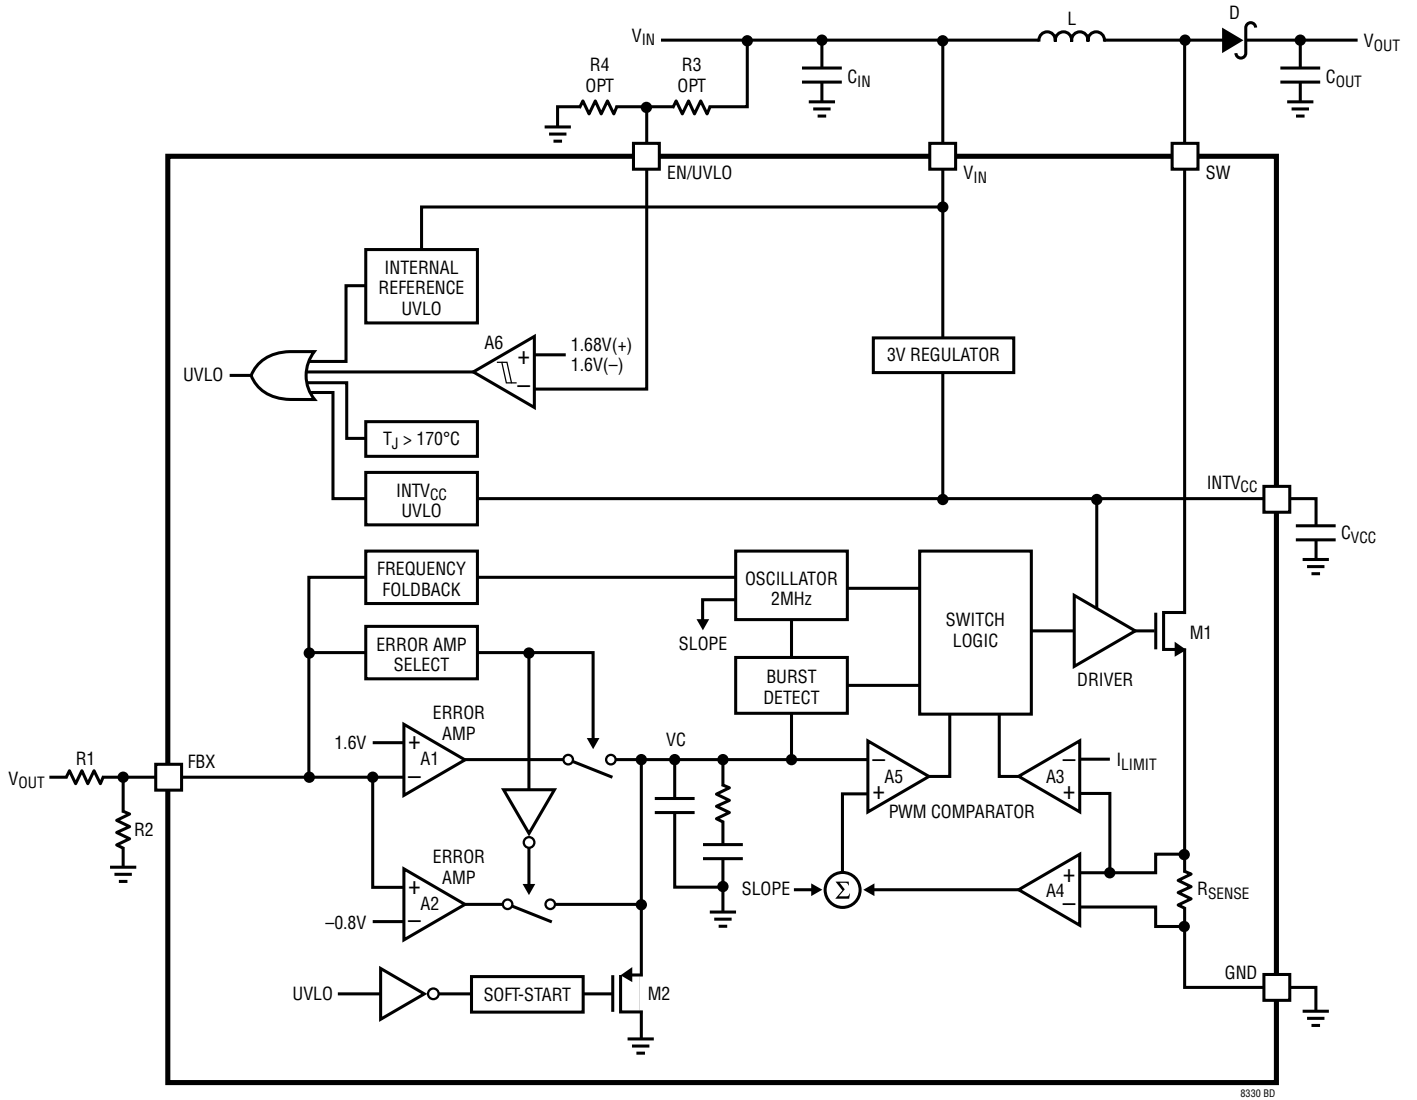 L
D
VIN
VOUT
R4
OPT
R3
OPT
CIN
COUT
EN/UVLO
VIN
SW
INTERNAL
REFERENCE
UVLO
A6
+
–
1.68V(+)
1.6V(–)
3V REGULATOR
UVLO
TJ > 170°C
INTVCC
UVLO
INTVCC
CVCC
FREQUENCY
FOLDBACK
OSCILLATOR
2MHz
SLOPE
SWITCH
LOGIC
M1
DRIVER
ERROR AMP
SELECT
BURST
DETECT
ERROR
AMP
1.6V
+
A1
–
VC
R1
FBX
VOUT
R2
–
A5
+
PWM COMPARATOR
–
A3
+
ILIMIT
ERROR
AMP
+
A2
–
–0.8V
SLOPE
Σ
+
A4
–
RSENSE
UVLO
SOFT-START
M2
GND
8330 BD